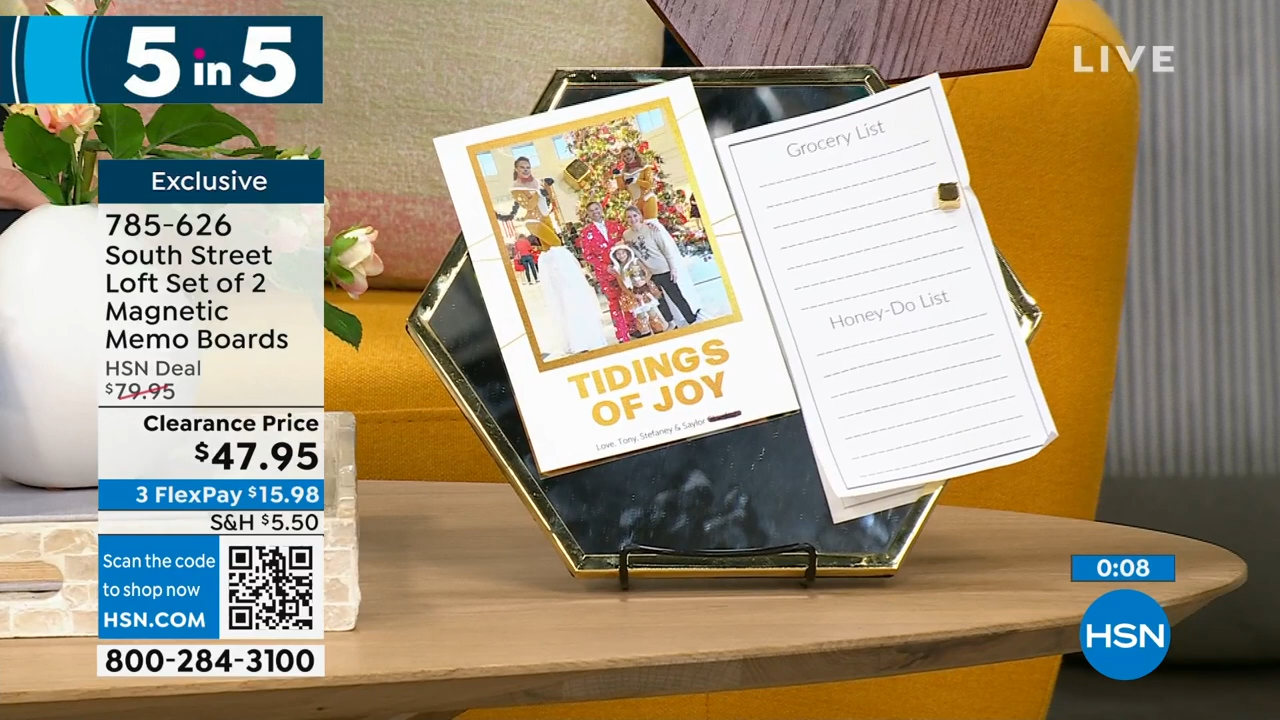 5 in 5
LIVE
Exclusive
785-626
South Street
Loft Set of 2
Magnetic
Memo Boards
HSN Deal
$79.95
Clearance Price
$47.95
3 FlexPay $15.98
S&H $5.50
Scan the code
to shop now
HSN.COM
800-284-3100
TIDINGS
OF JOY
Love, Tony, Stefaney & Saylor
Grocery List
Honey-Do List
0:08
HSN